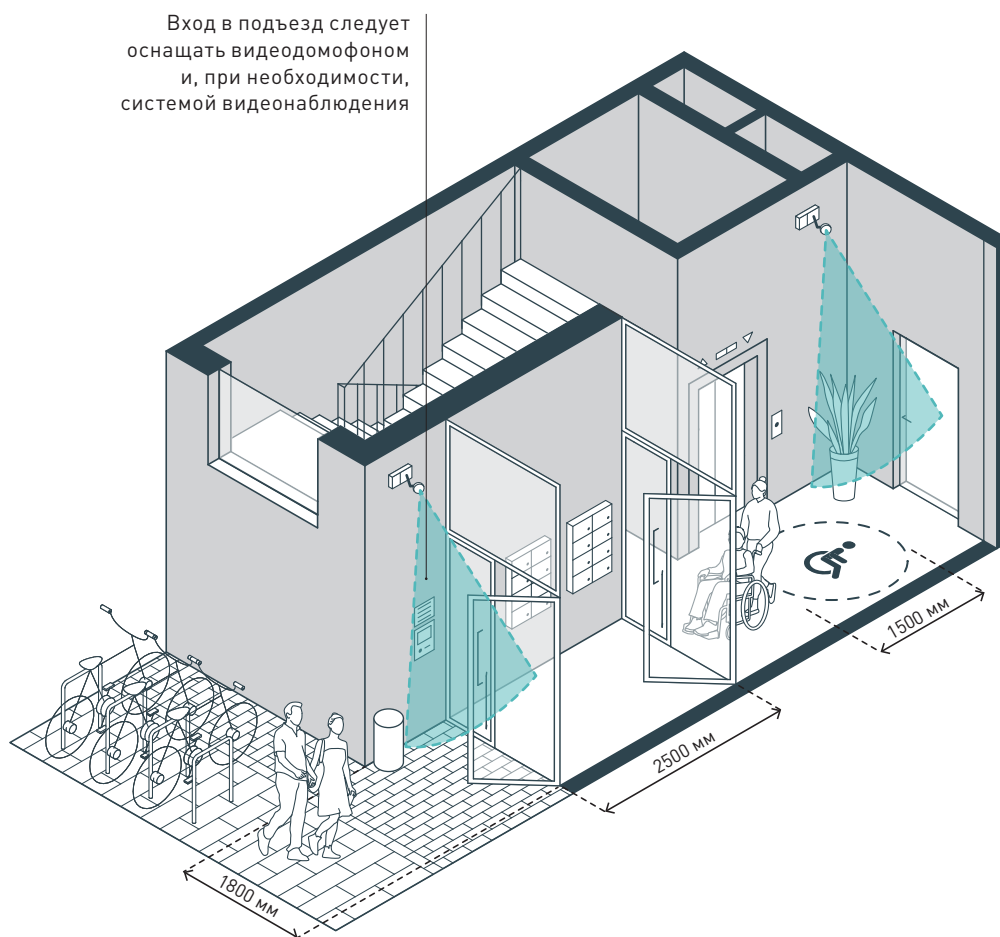 Вход в подъезд следует
оснащать видеодомофоном
и, при необходимости,
системой видеонаблюдения
1500 мм
2500 мм
1800 мм